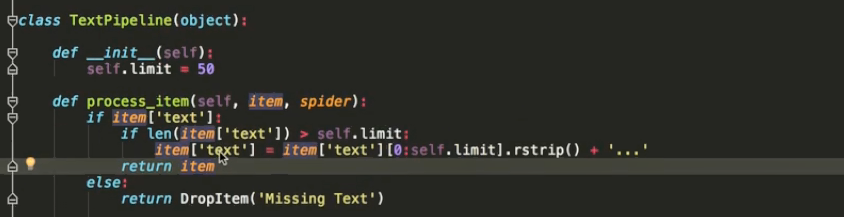 class TextPipeline(object):
    def __init__(self):
        self.limit = 50
    def process_item(self, item, spider):
        if item['text']:
            if len(item['text']) > self.limit:
                item['text'] = item['text'][0:self.limit].rstrip() + '...'
            return item
        else:
            return DropItem('Missing Text')